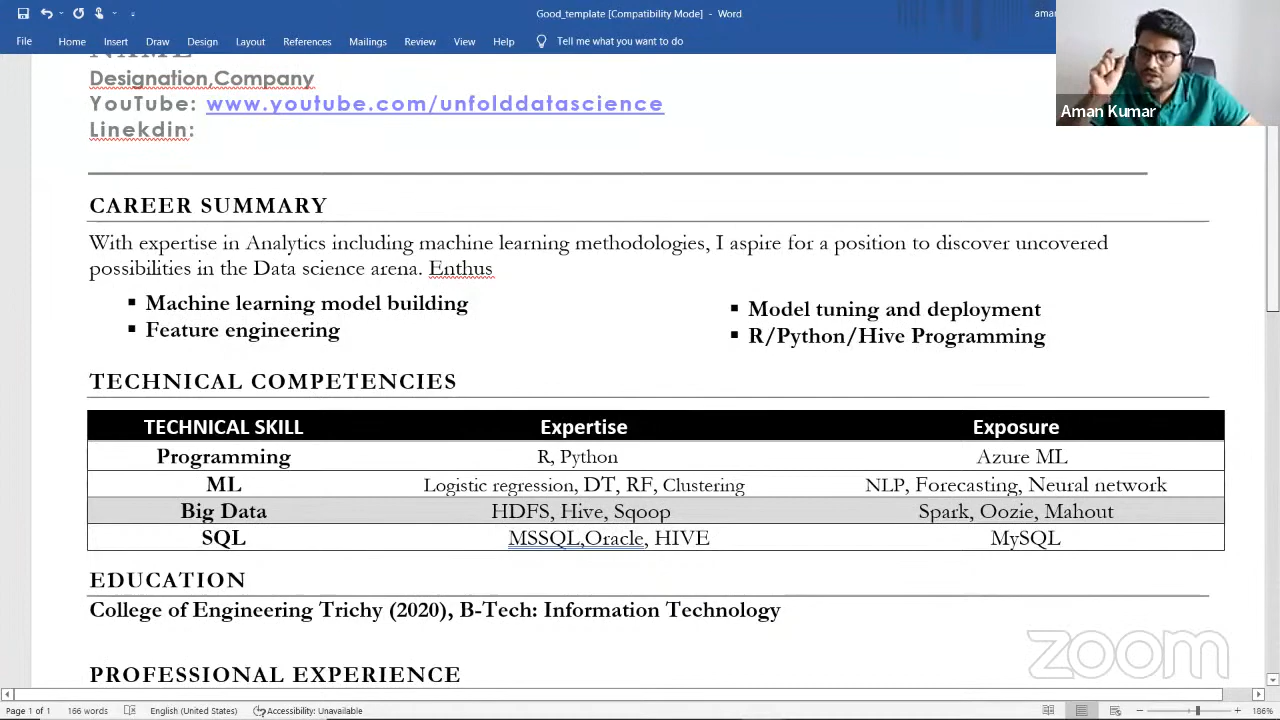 Good_template [Compatibility Mode] - Word
aman
File Home Insert Draw Design Layout References Mailings Review View Help Tell me what you want to do
Aman Kumar
NAME
Designation,Company
YouTube: www.youtube.com/unfolddatascience
Linekdin:
CAREER SUMMARY
With expertise in Analytics including machine learning methodologies, I aspire for a position to discover uncovered
possibilities in the Data science arena. Enthus
▪ Machine learning model building
▪ Feature engineering
▪ Model tuning and deployment
▪ R/Python/Hive Programming
TECHNICAL COMPETENCIES
TECHNICAL SKILL Expertise Exposure
Programming R, Python Azure ML
ML Logistic regression, DT, RF, Clustering NLP, Forecasting, Neural network
Big Data HDFS, Hive, Sqoop Spark, Oozie, Mahout
SQL MSSQL,Oracle, HIVE MySQL
EDUCATION
College of Engineering Trichy (2020), B-Tech: Information Technology
PROFESSIONAL EXPERIENCE
zoom
Page 1 of 1 166 words English (United States) Accessibility: Unavailable 186%